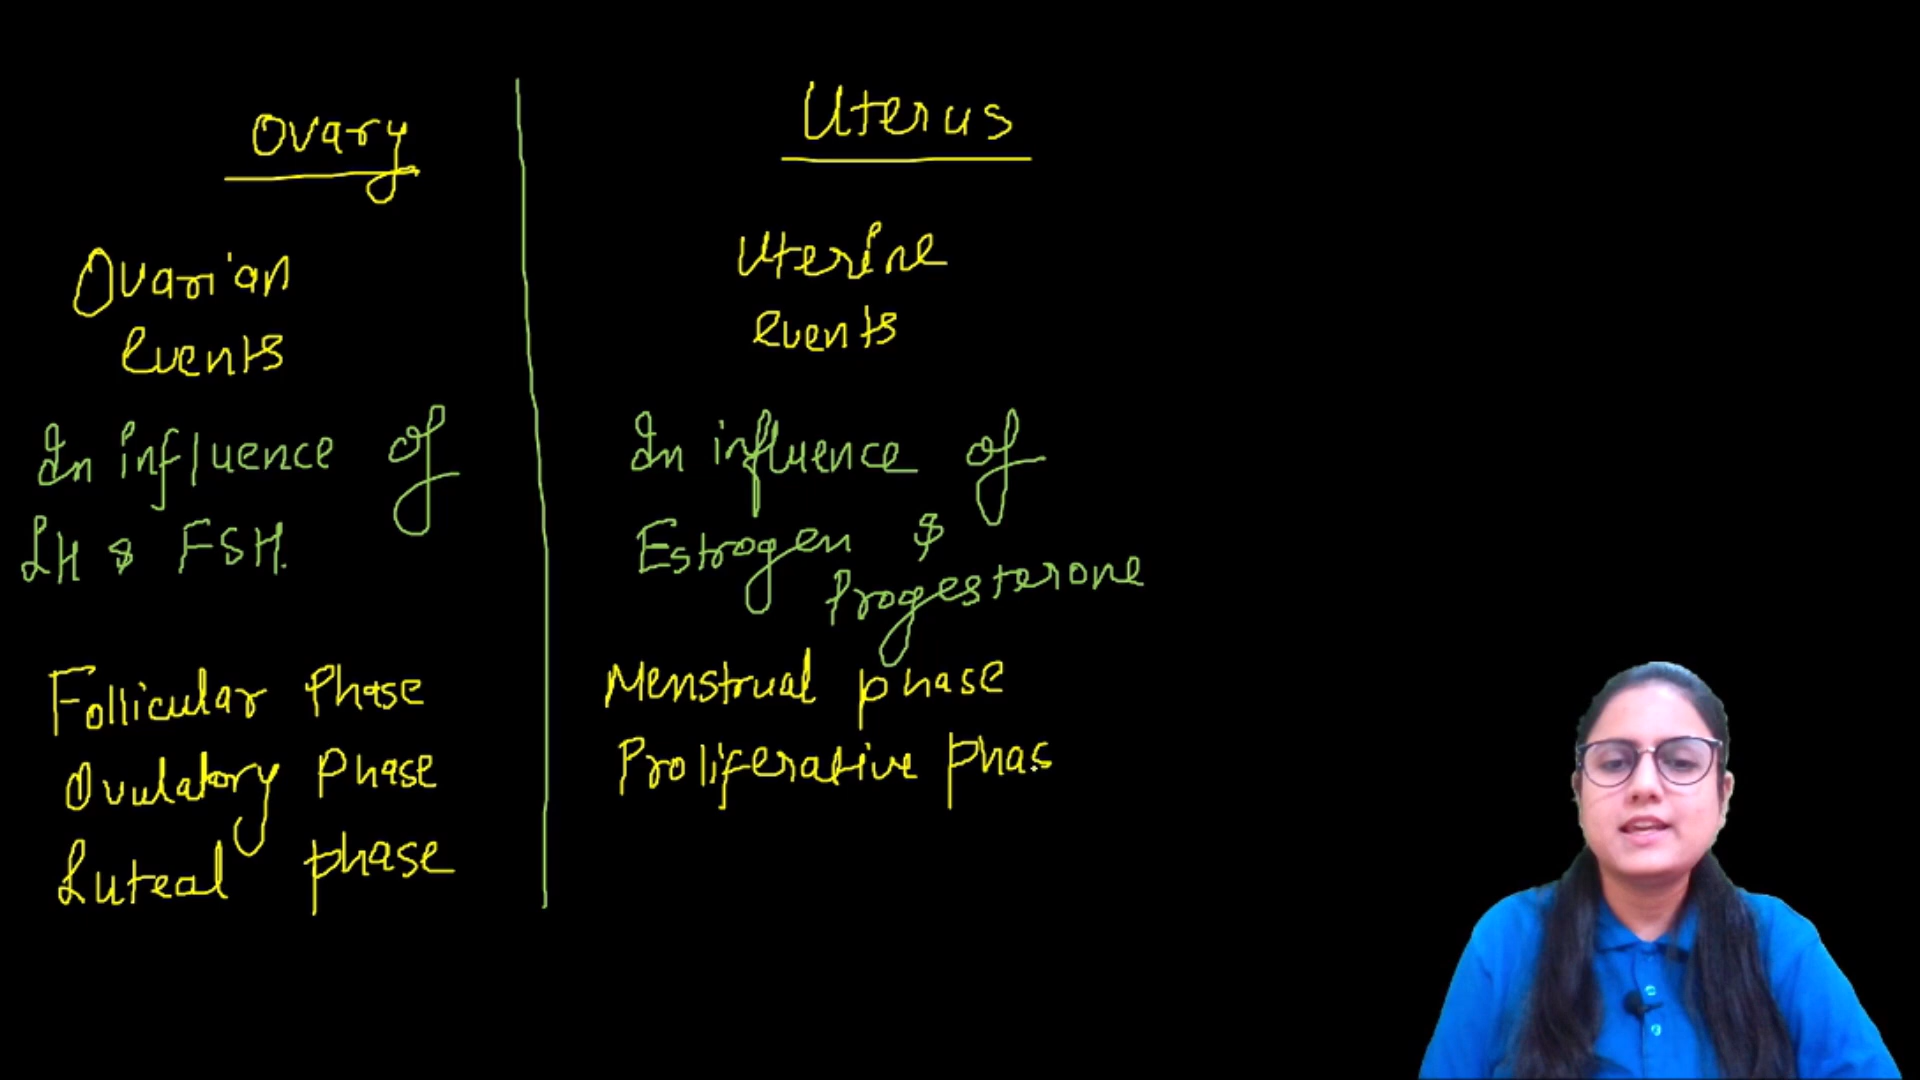 Ovary
Ovarian
events
In influence of
LH & FSH.
Follicular Phase
Ovulatory Phase
Luteal phase
Uterus
Uterine
events
In influence of
Estrogen &
Progesterone
Menstrual phase
Proliferative phas